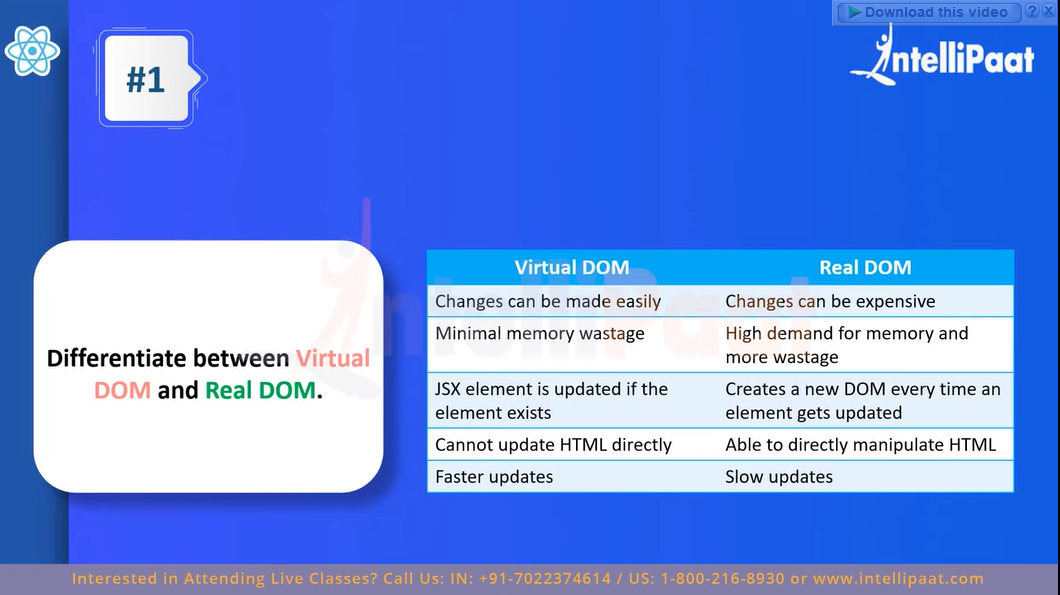 Download this video ? X
#1
IntelliPaat
Differentiate between Virtual
DOM and Real DOM.
Virtual DOM Real DOM
Changes can be made easily Changes can be expensive
Minimal memory wastage High demand for memory and
more wastage
JSX element is updated if the Creates a new DOM every time an
element exists element gets updated
Cannot update HTML directly Able to directly manipulate HTML
Faster updates Slow updates
IntelliPaat
Interested in Attending Live Classes? Call Us: IN: +91-7022374614 / US: 1-800-216-8930 or www.intellipaat.com